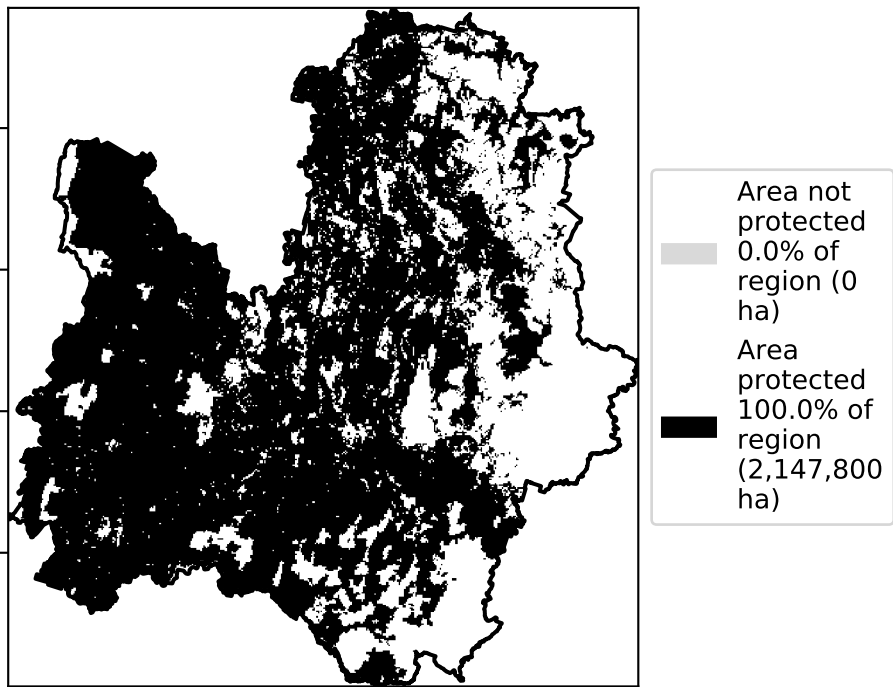 Area not
protected
0.0% of
region (0
ha)
Area
protected
100.0% of
region
(2,147,800
ha)